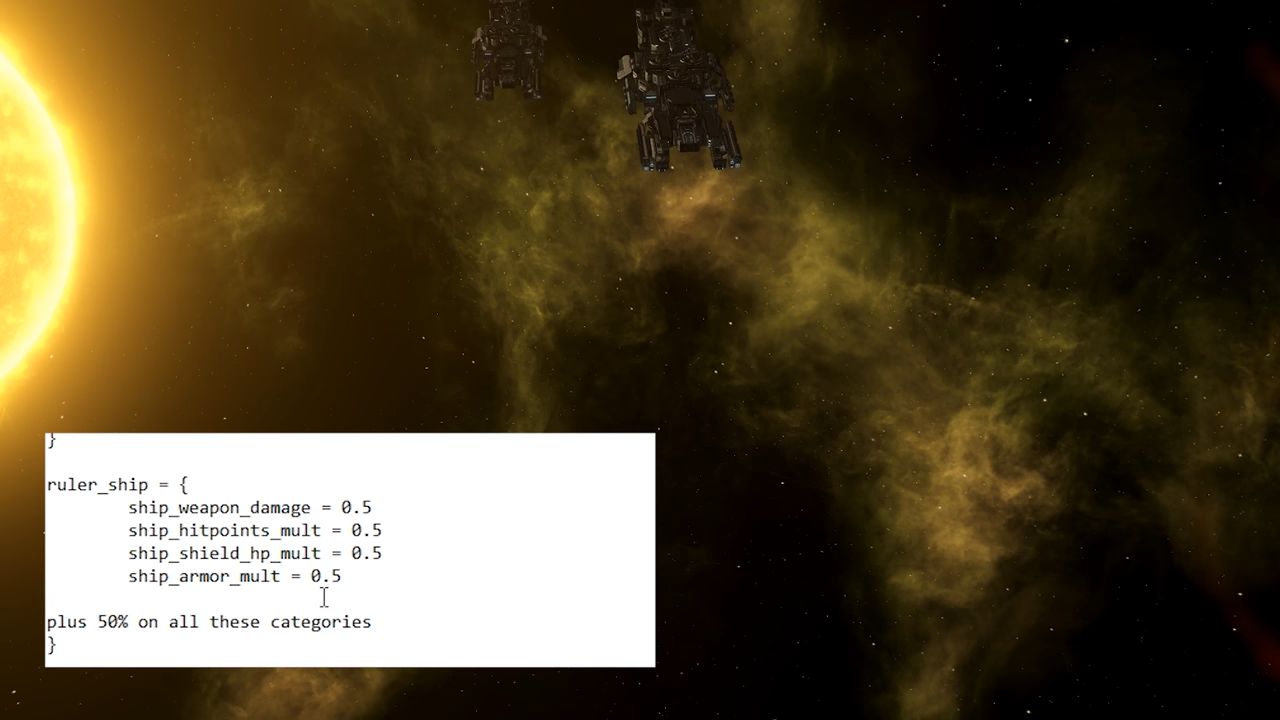 }
ruler_ship = {
ship_weapon_damage = 0.5
ship_hitpoints_mult = 0.5
ship_shield_hp_mult = 0.5
ship_armor_mult = 0.5
plus 50% on all these categories
}